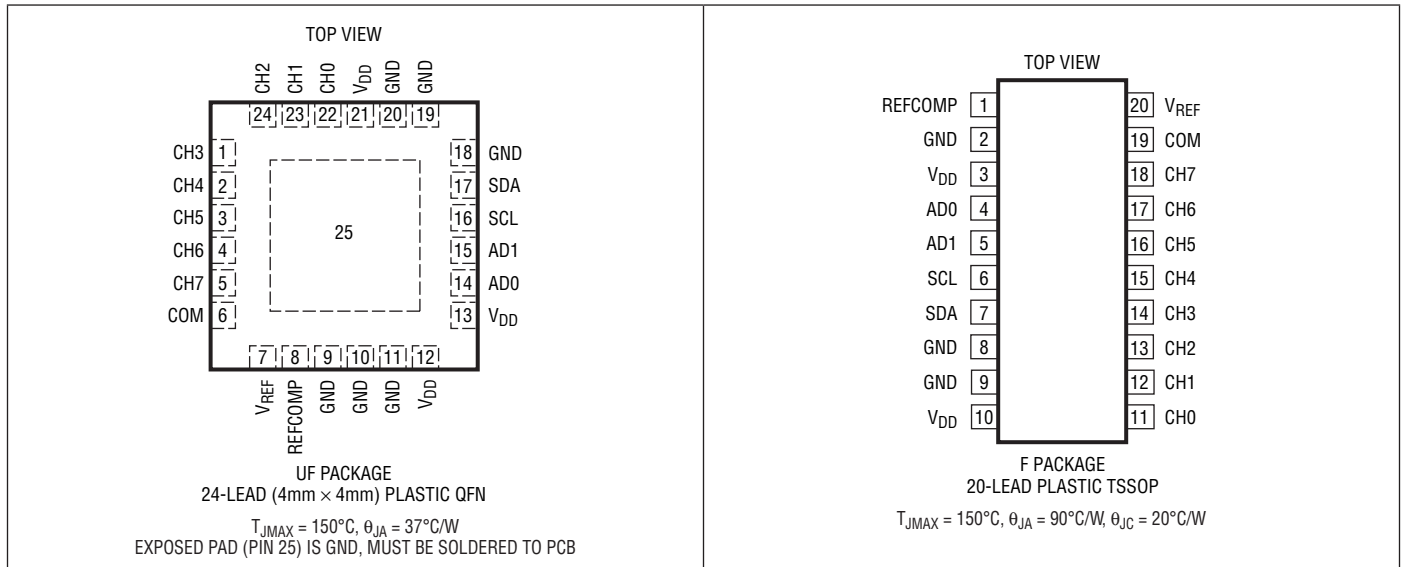 TOP VIEW
CH2
CH1
CH0
VDD
GND
GND
24 23 22 21 20 19
CH3 1
CH4 2
CH5 3
CH6 4
CH7 5
COM 6
18 GND
17 SDA
16 SCL
15 AD1
14 AD0
13 VDD
25
7 8 9 10 11 12
VREF
REFCOMP
GND
GND
GND
VDD
UF PACKAGE
24-LEAD (4mm × 4mm) PLASTIC QFN
TJMAX = 150°C, θJA = 37°C/W
EXPOSED PAD (PIN 25) IS GND, MUST BE SOLDERED TO PCB
TOP VIEW
REFCOMP 1
GND 2
VDD 3
AD0 4
AD1 5
SCL 6
SDA 7
GND 8
GND 9
VDD 10
20 VREF
19 COM
18 CH7
17 CH6
16 CH5
15 CH4
14 CH3
13 CH2
12 CH1
11 CH0
F PACKAGE
20-LEAD PLASTIC TSSOP
TJMAX = 150°C, θJA = 90°C/W, θJC = 20°C/W